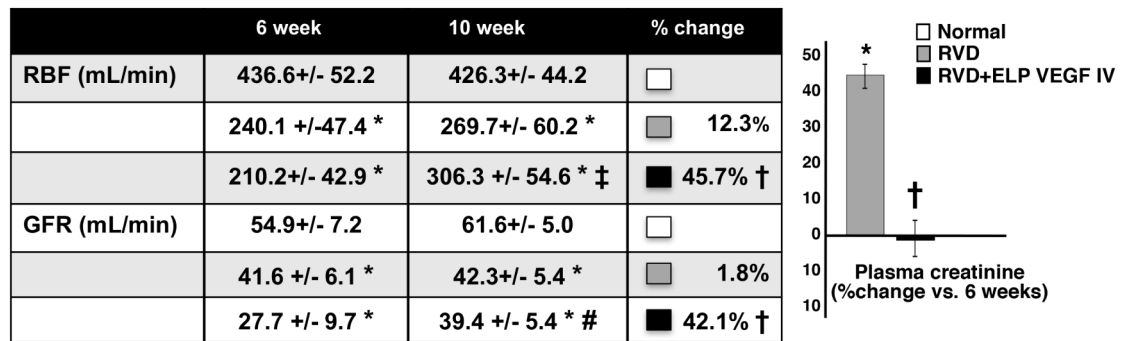 6 week 10 week % change
RBF (mL/min) 436.6+/- 52.2 426.3+/- 44.2
240.1 +/-47.4 * 269.7+/- 60.2 * 12.3%
210.2+/- 42.9 * 306.3 +/- 54.6 * ‡ 45.7% †
GFR (mL/min) 54.9+/- 7.2 61.6+/- 5.0
41.6 +/- 6.1 * 42.3+/- 5.4 * 1.8%
27.7 +/- 9.7 * 39.4 +/- 5.4 * # 42.1% †
Normal
RVD
RVD+ELP VEGF IV
50
40
30
20
10
0
10
10
*
†
Plasma creatinine
(%change vs. 6 weeks)